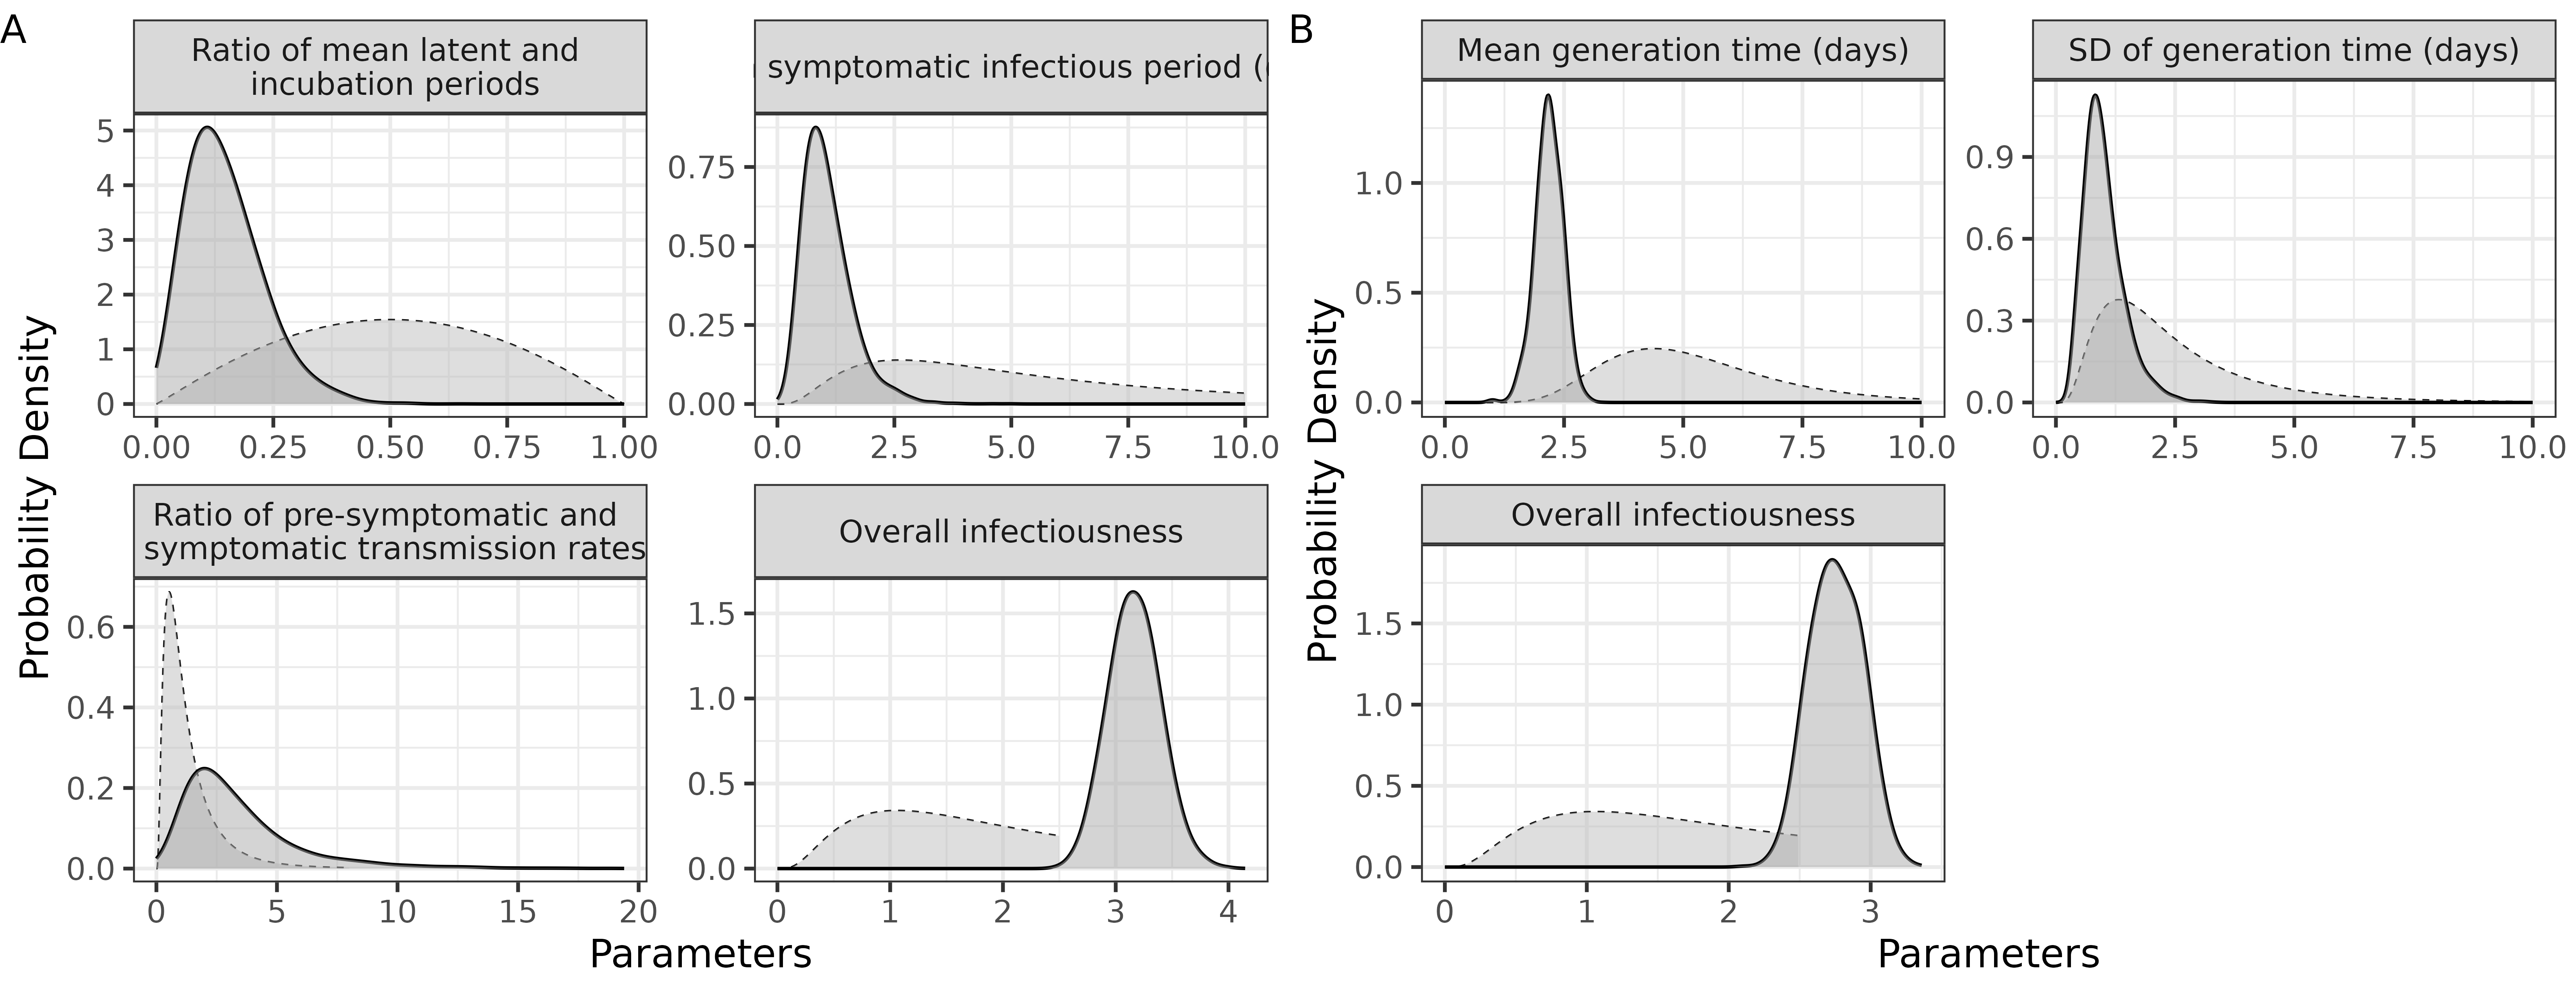 A
Ratio of mean latent and
incubation periods
5
4
3
2
1
0
0.00 0.25 0.50 0.75 1.00
symptomatic infectious period (
0.75
0.50
0.25
0.00
0.0 2.5 5.0 7.5 10.0
Ratio of pre-symptomatic and
symptomatic transmission rates
0.6
0.4
0.2
0.0
0 5 10 15 20
Overall infectiousness
1.5
1.0
0.5
0.0
0 1 2 3 4
Probability Density
Parameters
B
Mean generation time (days)
1.0
0.5
0.0
0.0 2.5 5.0 7.5 10.0
SD of generation time (days)
0.9
0.6
0.3
0.0
0.0 2.5 5.0 7.5 10.0
Overall infectiousness
1.5
1.0
0.5
0.0
0 1 2 3
Probability Density
Parameters